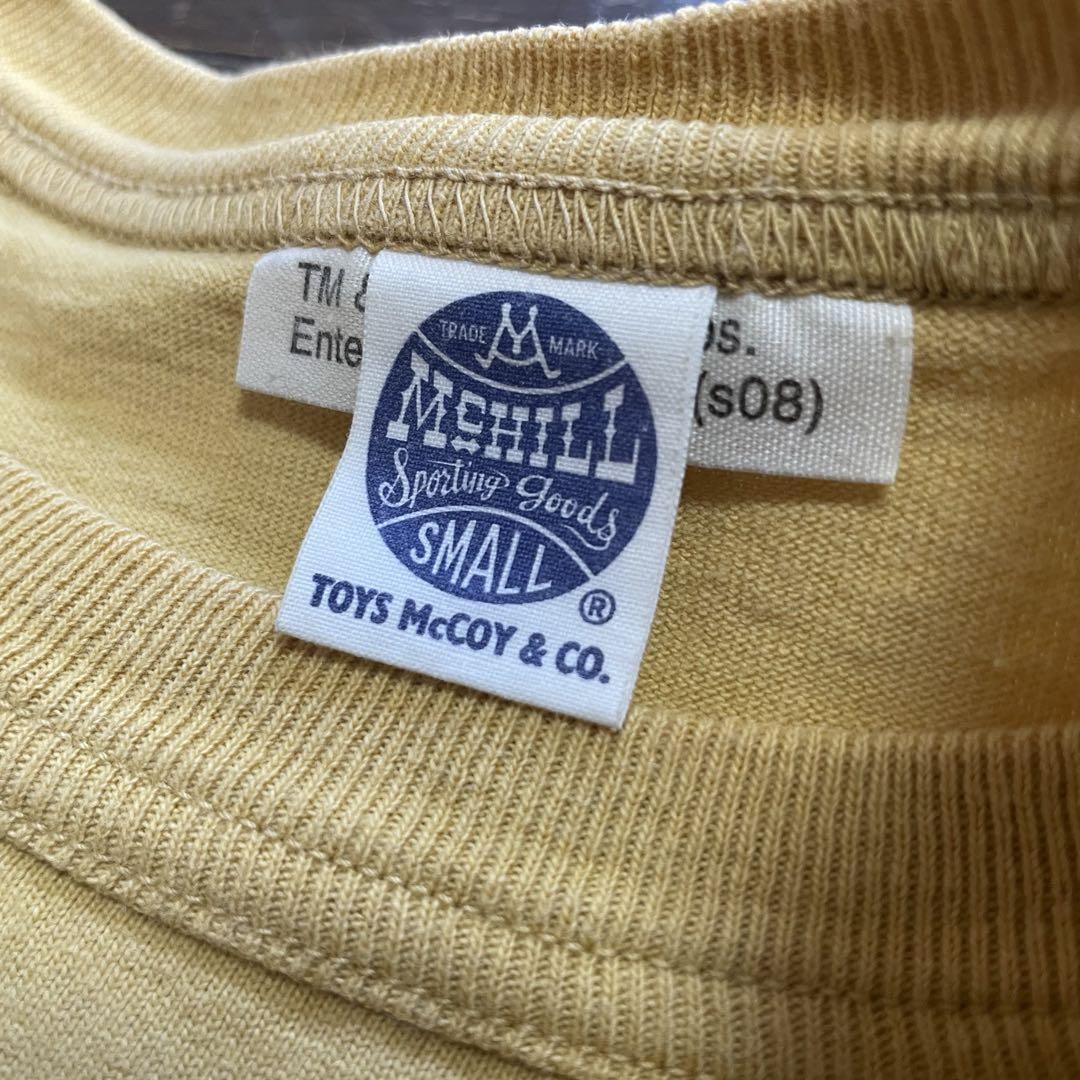 TM &
Ente
os.
(s08)
TRADE MARK
McHILL
Sporting goods
SMALL
®
TOYS McCOY & CO.